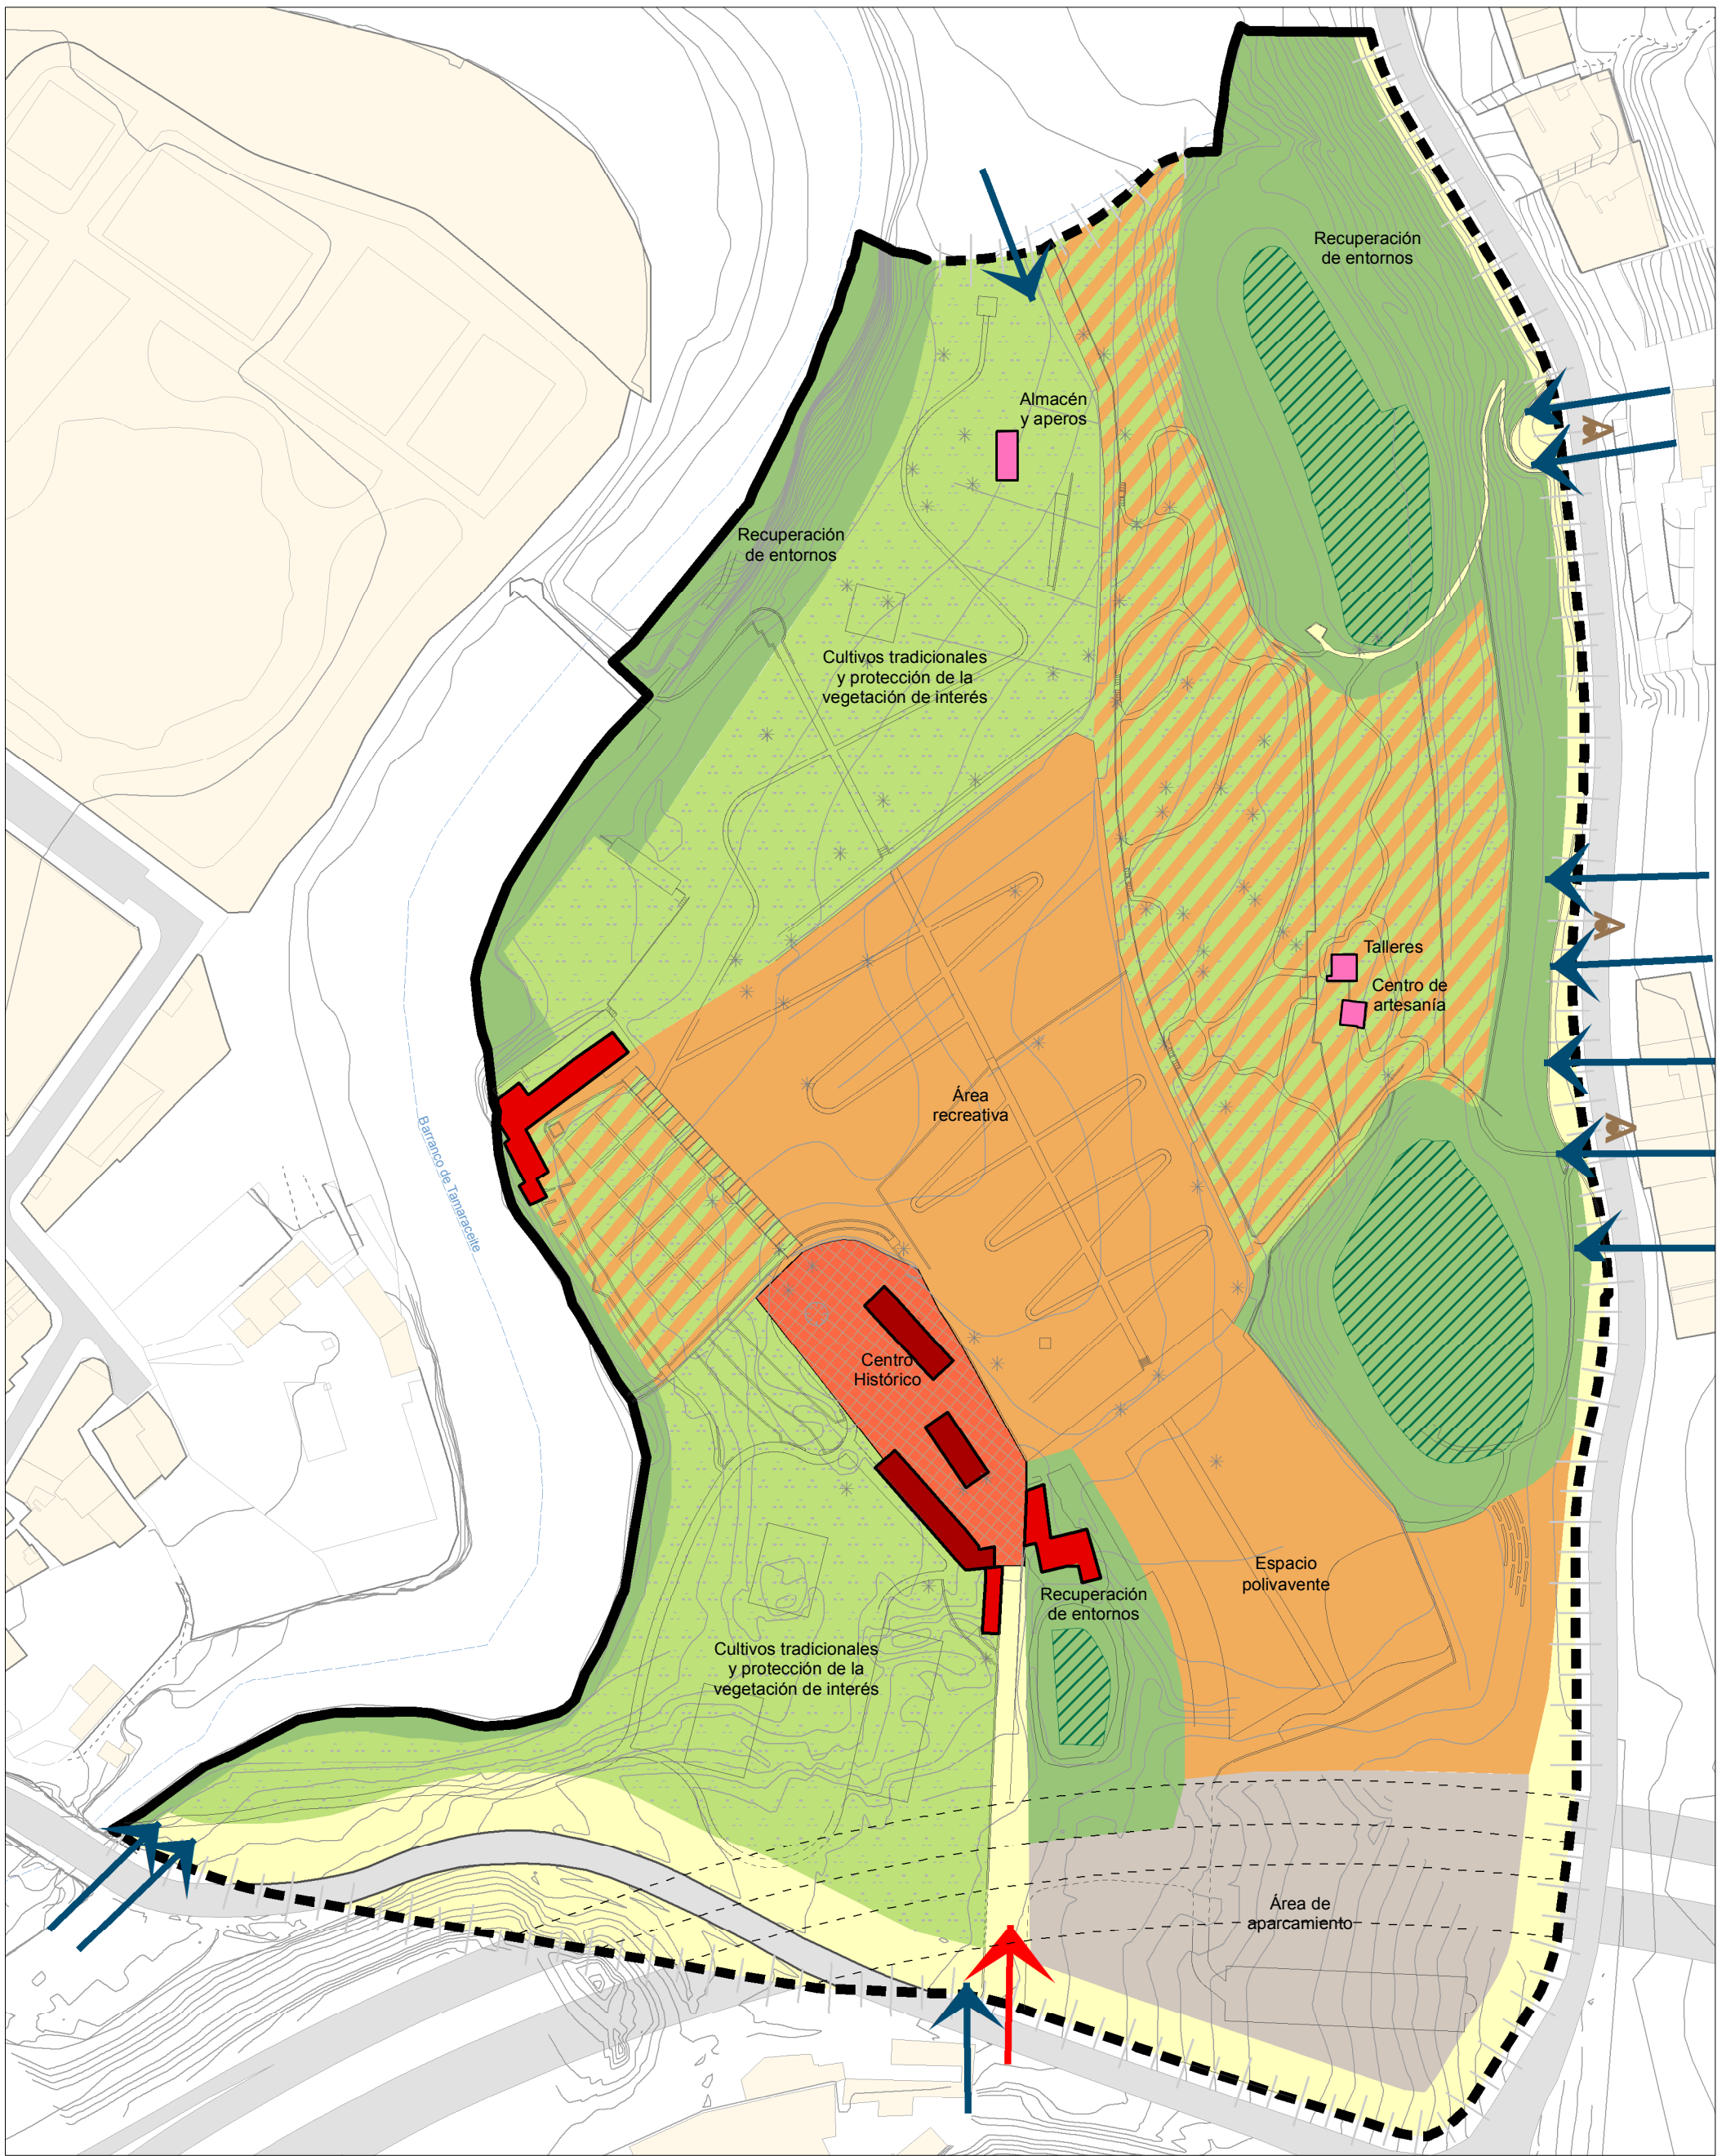 Recuperación
de entornos
Almacén
y aperos
Recuperación
de entornos
Cultivos tradicionales
y protección de la
vegetación de interés
Talleres
Centro de
artesanía
Área
recreativa
Barranco de Tamaraceite
Centro
Histórico
Espacio
polivavente
Recuperación
de entornos
Cultivos tradicionales
y protección de la
vegetación de interés
Área de
aparcamiento